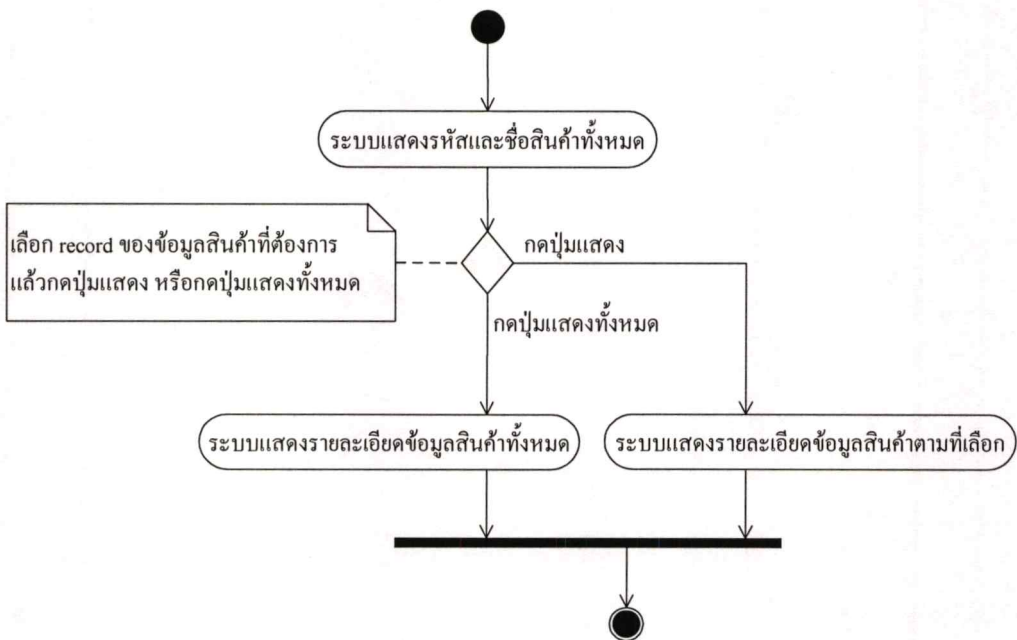 ระบบแสดงรหัสและชื่อสินค้าทั้งหมด
เลือก record ของข้อมูลสินค้าที่ต้องการ
แล้วกดปุ่มแสดง หรือกดปุ่มแสดงทั้งหมด
กดปุ่มแสดง
กดปุ่มแสดงทั้งหมด
ระบบแสดงรายละเอียดข้อมูลสินค้าทั้งหมด
ระบบแสดงรายละเอียดข้อมูลสินค้าตามที่เลือก